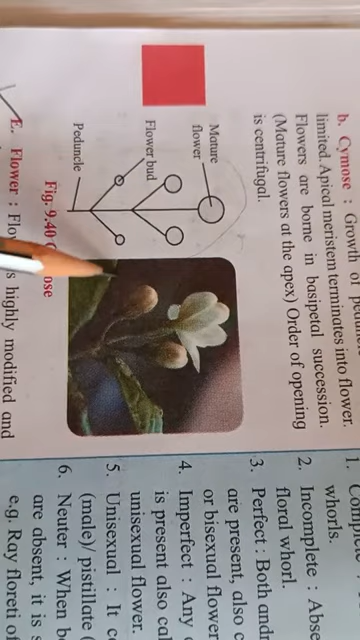 b. Cymose : Growth of
limited. Apical meristem terminates into flower.
Flowers are borne in basipetal succession.
(Mature flowers at the apex) Order of opening
is centrifugal.
Mature
flower
Flower bud
Peduncle
Fig. 9.40 C ose
E. Flower : Flo s highly modified and
1. Complete
whorls.
2. Incomplete : Abs
floral whorl.
3. Perfect : Both and
are present, also c
or bisexual flower
4. Imperfect : Any
is present also cal
unisexual flower.
5. Unisexual : It c
(male)/ pistillate (
6. Neuter : When b
are absent, it is s
e.g. Ray floreti of